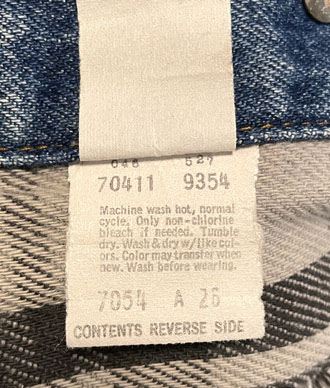 046 527
70411 9354
Machine wash hot, normal
cycle. Only non-chlorine
bleach if needed. Tumble
dry. Wash & dry w/like col-
ors. Color may transfer when
new. Wash before wearing.
7054 A 26
CONTENTS REVERSE SIDE